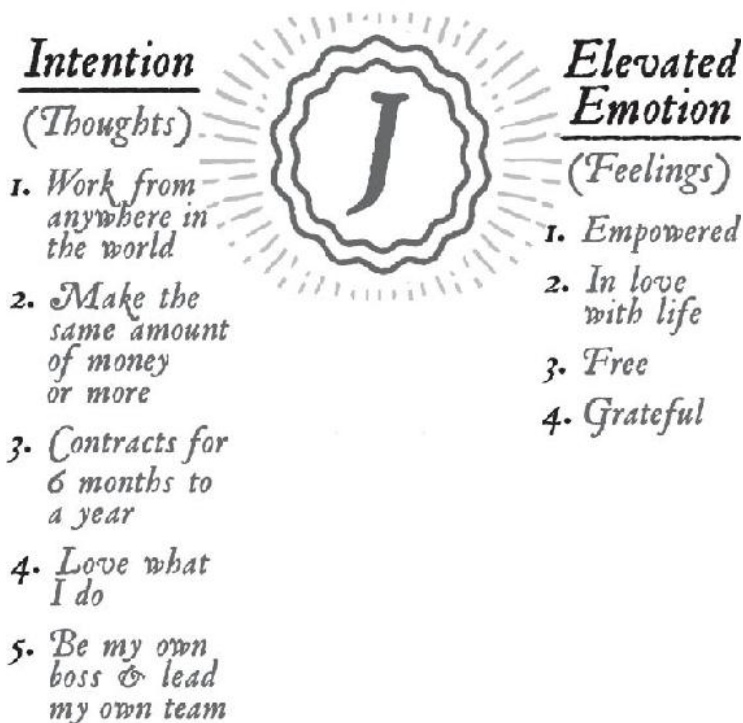 Intention
(Thoughts)
1. Work from
anywhere in
the world
2. Make the
same amount
of money
or more
3. Contracts for
6 months to
a year
4. Love what
I do
5. Be my own
boss & lead
my own team
J
Elevated
Emotion
(Feelings)
1. Empowered
2. In love
with life
3. Free
4. Grateful